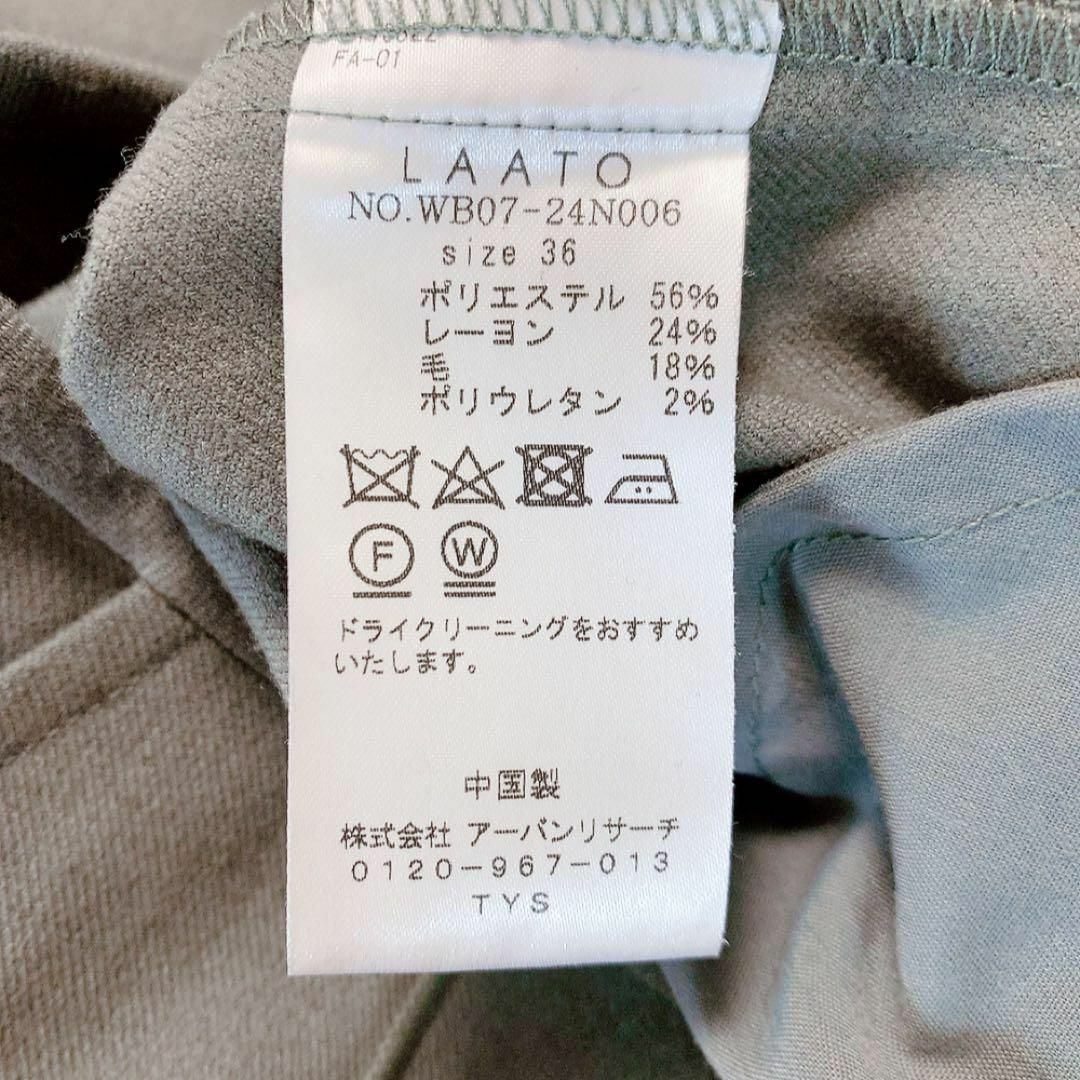 FA-01
LAATO
NO.WB07-24N006
size 36
ポリエステル 56%
レーヨン 24%
毛 18%
ポリウレタン 2%
F W
ドライクリーニングをおすすめ
いたします。
中国製
株式会社 アーバンリサーチ
0120-967-013
TYS